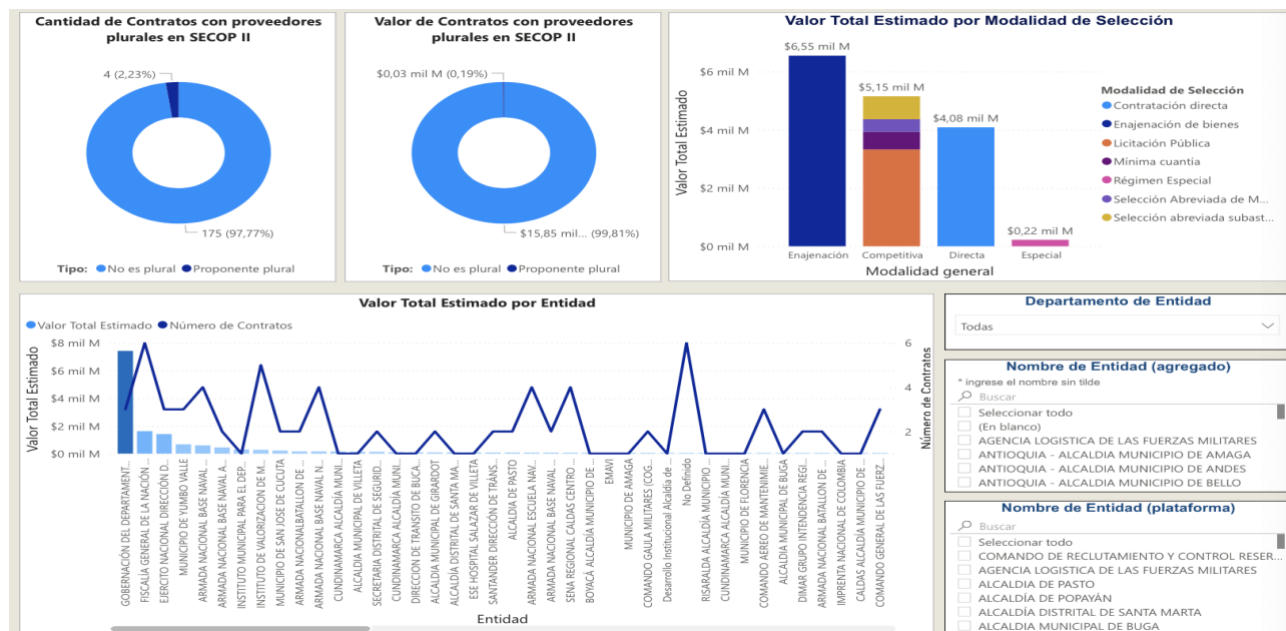 Cantidad de Contratos con proveedores
plurales en SECOP II
4 (2,23%)
175 (97,77%)
Tipo: No es plural Proponente plural
Valor de Contratos con proveedores
plurales en SECOP II
$0,03 mil M (0,19%)
$15,85 mil... (99,81%)
Tipo: No es plural Proponente plural
Valor Total Estimado por Modalidad de Selección
Valor Total Estimado
$6 mil M
$4 mil M
$2 mil M
$0 mil M
$6,55 mil M
$5,15 mil M
$4,08 mil M
$0,22 mil M
Enajenación
Competitiva
Directa
Especial
Modalidad general
Modalidad de Selección
Contratación directa
Enajenación de bienes
Licitación Pública
Mínima cuantia
Régimen Especial
Selección Abreviada de M...
Selección abreviada subast...
Valor Total Estimado por Entidad
Valor Total Estimado Número de Contratos
Valor Total Estimado
$8 mil M
$6 mil M
$4 mil M
$2 mil M
$0 mil M
6
4
2
Número de Contratos
GOBERNACIÓN DEL DEPARTAMENT...
FISCALIA GENERAL DE LA NACIÓN ...
EJERCITO NACIONAL DIRECCIÓN D...
MUNICIPIO DE YUMBO VALLE
ARMADA NACIONAL BASE NAVAL ...
ARMADA NACIONAL BASE NAVAL A...
INSTITUTO MUNICIPAL PARA EL DEP...
INSTITUTO DE VALORIZACION DE M...
MUNICIPIO DE SAN JOSE DE CUCUTA
ARMADA NACIONALBATALLON DE ...
ARMADA NACIONAL BASE NAVAL N...
CUNDINAMARCA ALCALDÍA MUNI...
ALCALDIA MUNICIPAL DE VILLETA
SECRETARIA DISTRITAL DE SEGURID...
CUNDINAMARCA ALCALDÍA MUNI...
DIRECCION DE TRANSITO DE BUCA...
ALCALDIA MUNICIPAL DE GIRARDOT
ALCALDÍA DISTRITAL DE SANTA MA...
ESE HOSPITAL SALAZAR DE VILLETA
SANTANDER DIRECCIÓN DE TRÁNS...
ALCALDIA DE PASTO
ARMADA NACIONAL ESCUELA NAV...
ARMADA NACIONAL BASE NAVAL ...
SENA REGIONAL CALDAS CENTRO ...
BOYACÁ ALCALDÍA MUNICIPIO DE ...
EMAVI
MUNICIPIO DE AMAGA
COMANDO GAULA MILITARES (COG...
Desarrollo Institucional Alcaldia de ...
No Definido
RISARALDA ALCALDÍA MUNICIPIO ...
CUNDINAMARCA ALCALDÍA MUNI...
MUNICIPIO DE FLORENCIA
COMANDO AEREO DE MANTENIMIE...
ALCALDIA MUNICIPAL DE BUGA
DIMAR GRUPO INTENDENCIA REGI...
ARMADA NACIONAL BATALLON DE...
IMPRENTA NACIONAL DE COLOMBIA
CALDAS ALCALDÍA MUNICIPIO DE...
COMANDO GENERAL DE LAS FUERZ...
Entidad
Departamento de Entidad
Todas
Nombre de Entidad (agregado)
* ingrese el nombre sin tilde
Buscar
Seleccionar todo
(En blanco)
AGENCIA LOGISTICA DE LAS FUERZAS MILITARES
ANTIOQUIA - ALCALDIA MUNICIPIO DE AMAGA
ANTIOQUIA - ALCALDIA MUNICIPIO DE ANDES
ANTIOQUIA - ALCALDIA MUNICIPIO DE BELLO
Nombre de Entidad (plataforma)
Buscar
Seleccionar todo
COMANDO DE RECLUTAMIENTO Y CONTROL RESER...
AGENCIA LOGISTICA DE LAS FUERZAS MILITARES
ALCALDIA DE PASTO
ALCALDÍA DE POPAYÁN
ALCALDÍA DISTRITAL DE SANTA MARTA
ALCALDIA MUNICIPAL DE BUGA